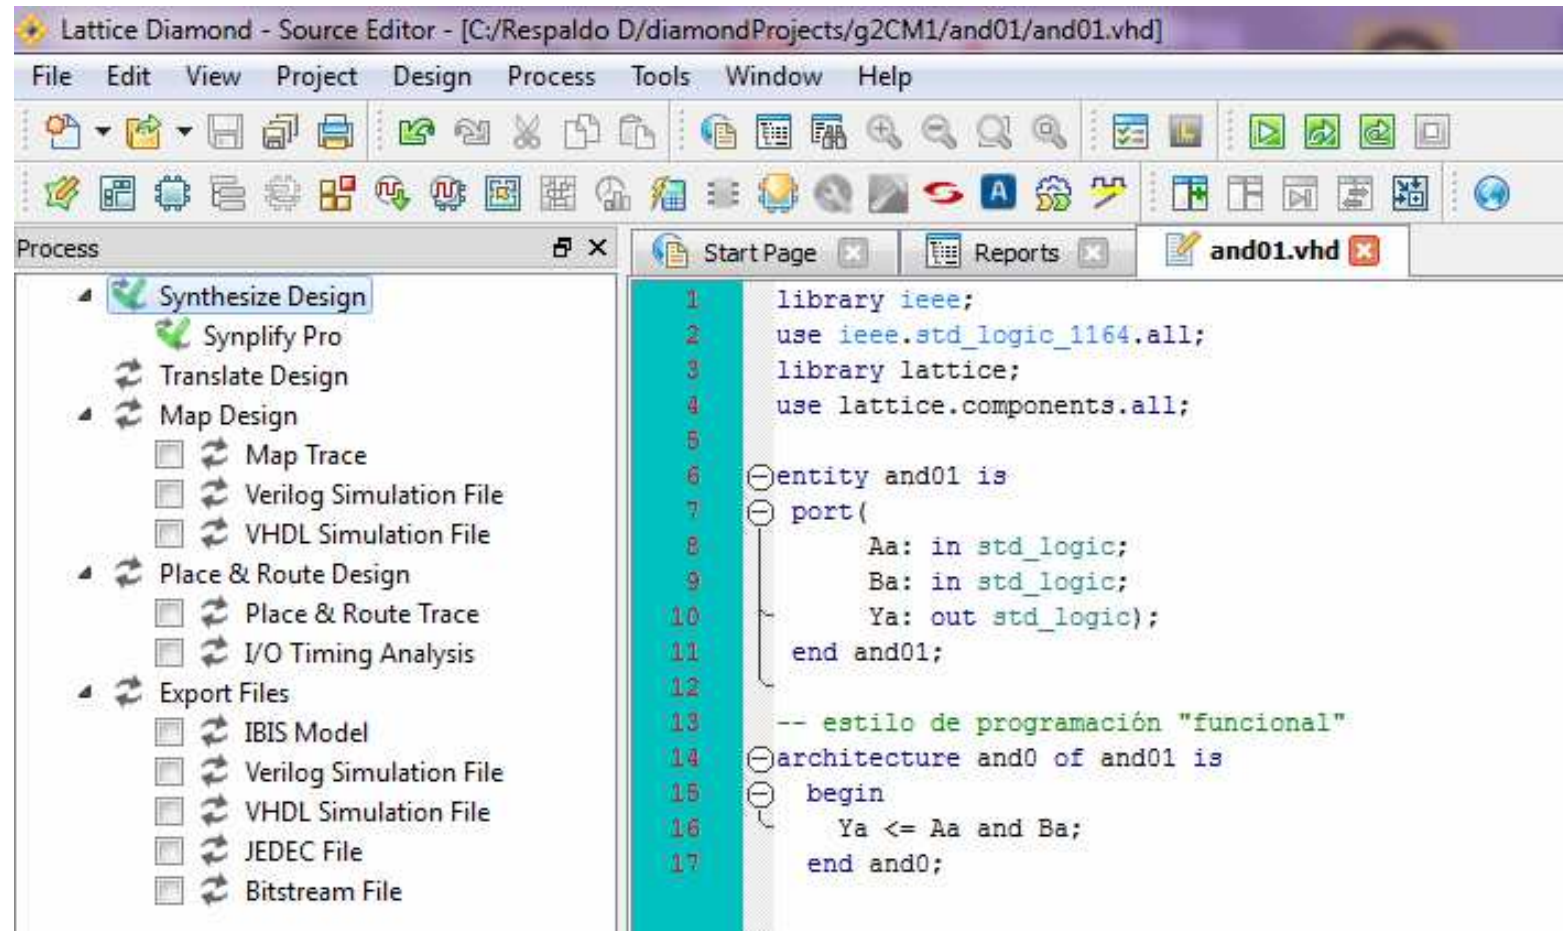 Lattice Diamond - Source Editor - [C:/Respaldo D/diamondProjects/g2CM1/and01/and01.vhd]
File Edit View Project Design Process Tools Window Help
Process
Synthesize Design
Synplify Pro
Translate Design
Map Design
Map Trace
Verilog Simulation File
VHDL Simulation File
Place & Route Design
Place & Route Trace
I/O Timing Analysis
Export Files
IBIS Model
Verilog Simulation File
VHDL Simulation File
JEDEC File
Bitstream File
Start Page Reports and01.vhd
1 library ieee;
2 use ieee.std_logic_1164.all;
3 library lattice;
4 use lattice.components.all;
5
6 entity and01 is
7 port(
8 Aa: in std_logic;
9 Ba: in std_logic;
10 Ya: out std_logic);
11 end and01;
12
13 -- estilo de programación "funcional"
14 architecture and0 of and01 is
15 begin
16 Ya <= Aa and Ba;
17 end and0;